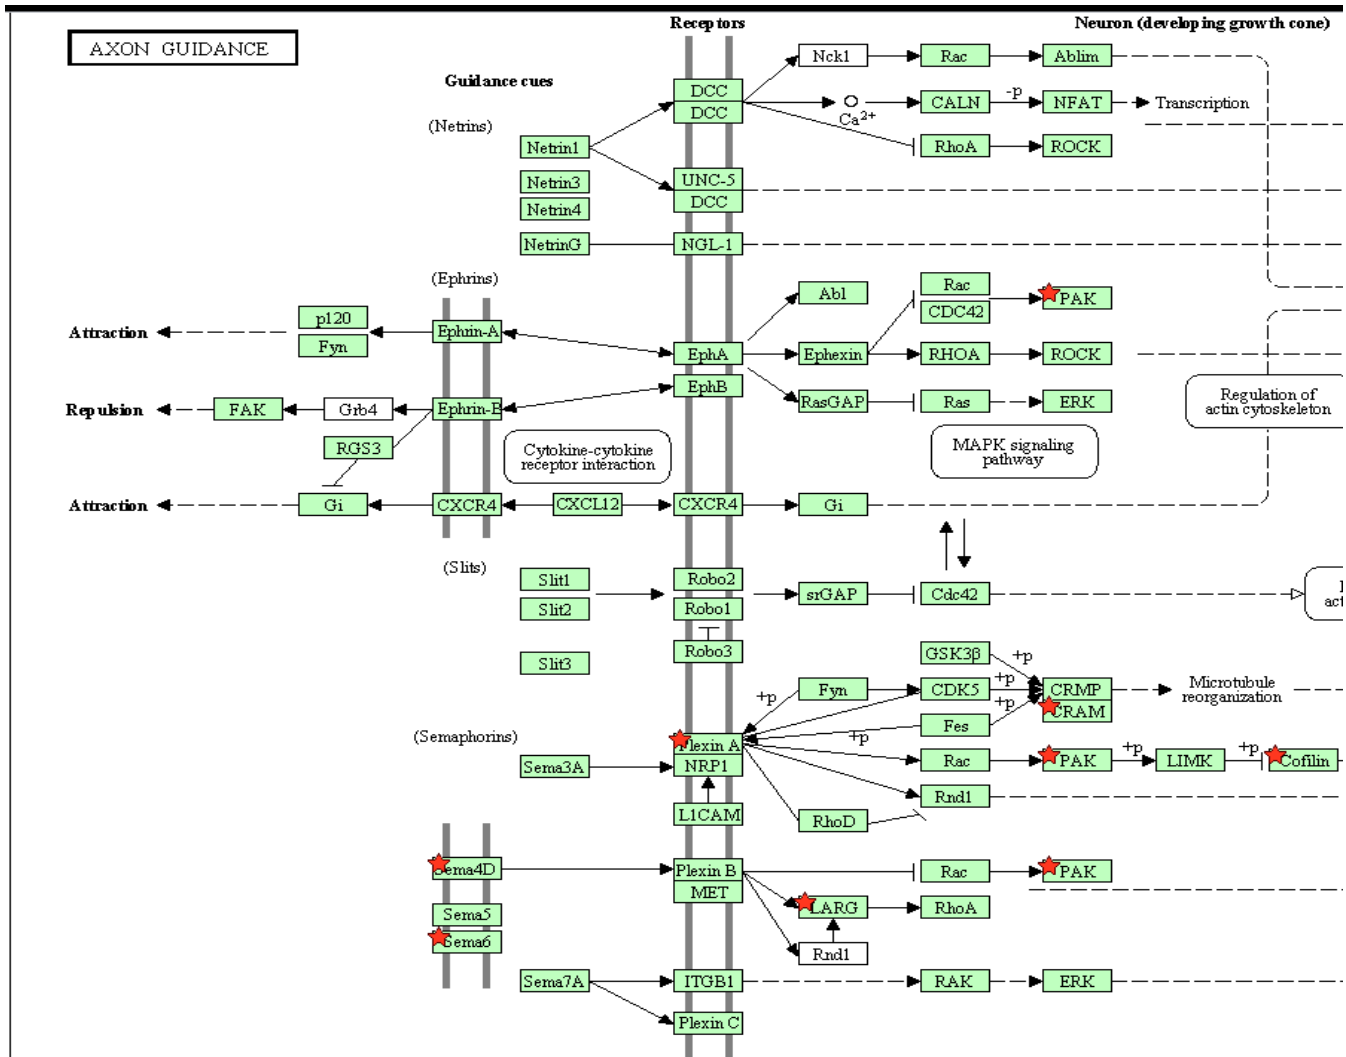 Receptors
Neuron (developing growth cone)
AXON GUIDANCE
Guidance cues
Nck1
Rac
Ablim
DCC
DCC
Ca2+
CALN
-p
NFAT
Transcription
(Netrins)
Netrin1
RhoA
ROCK
Netrin3
Netrin4
UNC-5
DCC
NetrinG
NGL-1
(Ephrins)
Abl
Rac
CDC42
PAK
Attraction
p120
Fyn
Ephrin-A
EphA
Ephexin
RHOA
ROCK
EphB
Repulsion
FAK
Grb4
Ephrin-B
RasGAP
Ras
ERK
Regulation of
actin cytoskeleton
RGS3
Cytokine-cytokine
receptor interaction
MAPK signaling
pathway
Attraction
Gi
CXCR4
CXCL12
CXCR4
Gi
(Slits)
Slit1
Slit2
Robo2
Robo1
srGAP
Cdc42
Slit3
Robo3
GSK3β
+p
Fyn
CDK5
+p
CRMP
CRAM
Microtubule
reorganization
+p
Fes
+p
+p
(Semaphorins)
Plexin A
NRP1
Sema3A
Rac
PAK
+p
LIMK
+p
Cofilin
Rnd1
L1CAM
RhoD
Sema4D
Plexin B
MET
Rac
PAK
Sema5
Sema6
LARG
RhoA
Rnd1
Sema7A
ITGB1
RAK
ERK
Plexin C